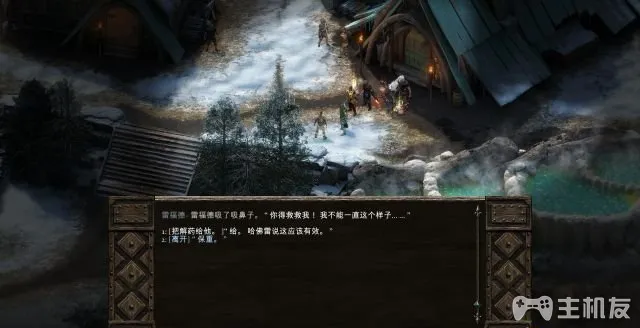 雷福德-雷福德吸了吸鼻子。“你得救救我！我不能一直这个样子……”
1: [把解药给他。]“给。哈佛雷说这应该有效。”
2: [离开]“保重。”
主机友